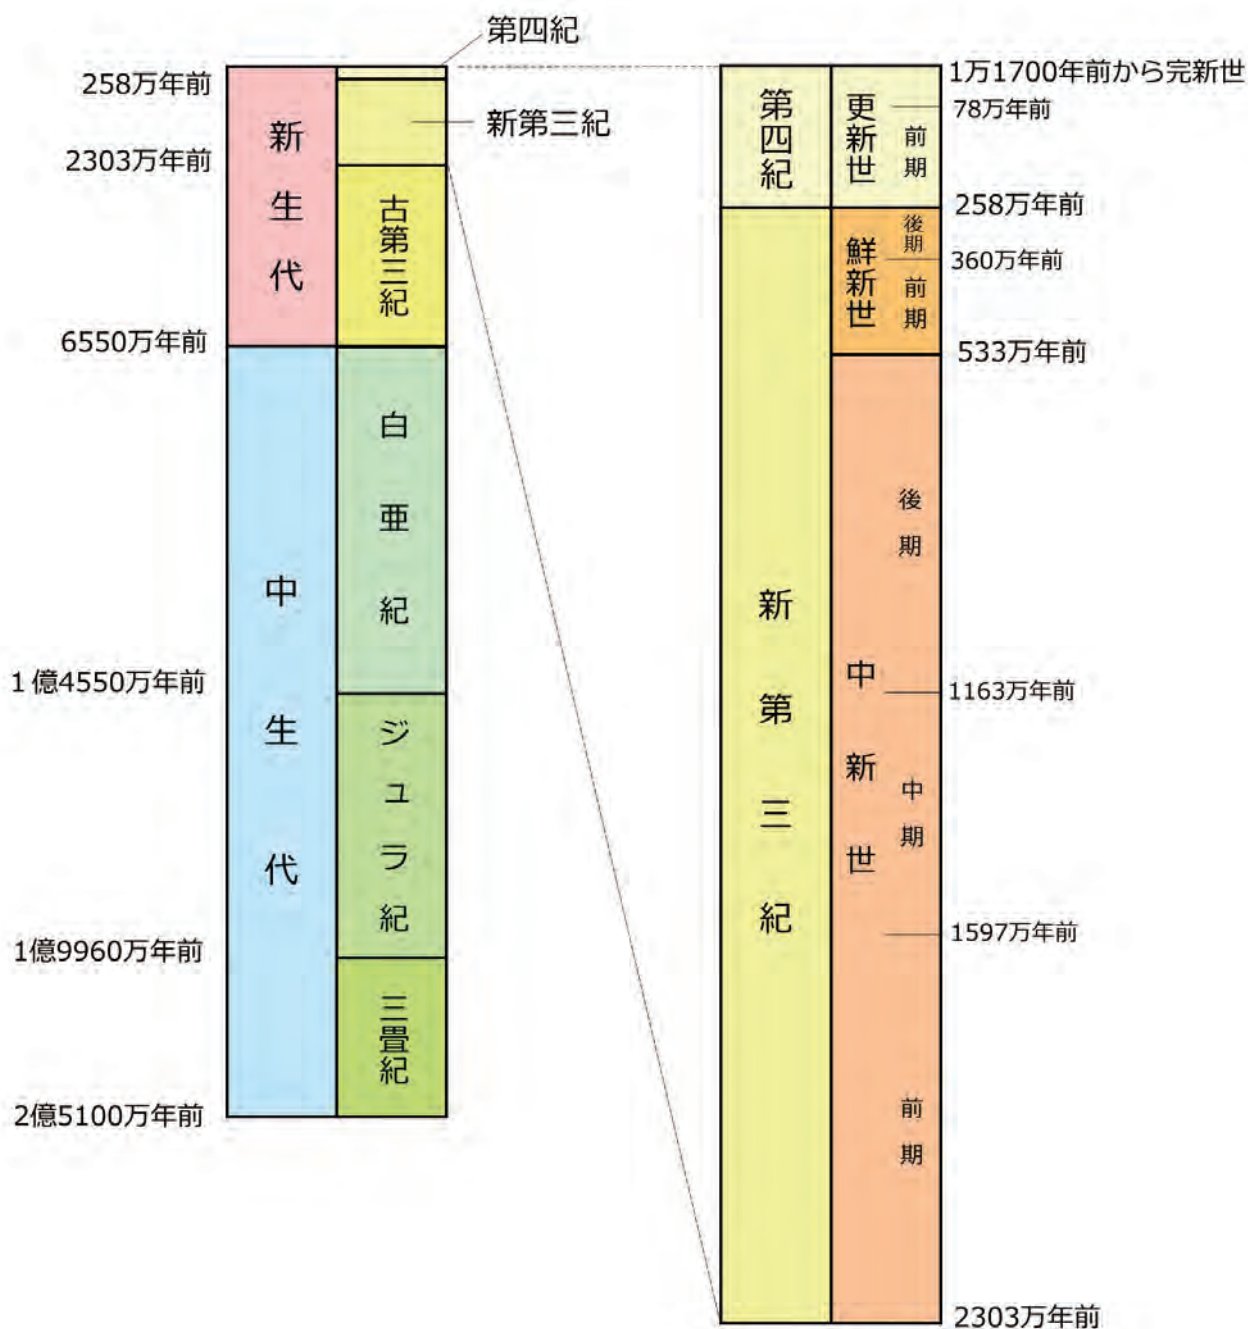 第四紀
258万年前
新第三紀
2303万年前
新生代
古第三紀
6550万年前
白亜紀
中生代
1億4550万年前
ジュラ紀
1億9960万年前
三畳紀
2億5100万年前
1万1700年前から完新世
第四紀
更新世
78万年前
前期
258万年前
鮮新世
後期
360万年前
前期
533万年前
新第三紀
中新世
後期
1163万年前
中期
1597万年前
前期
2303万年前